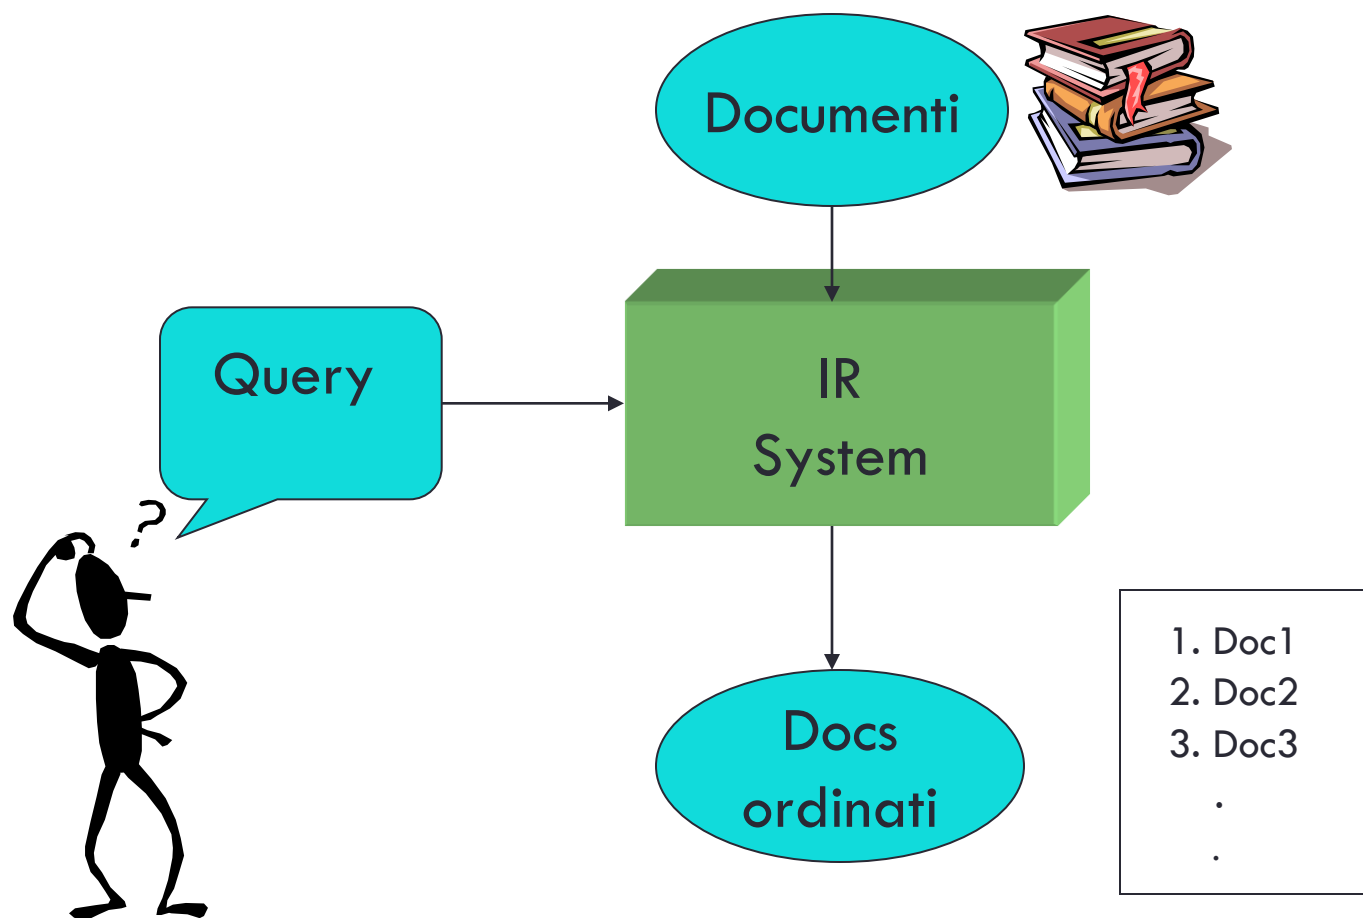 Documenti
Query
?
IR
System
Docs
ordinati
1. Doc1
2. Doc2
3. Doc3
.
.